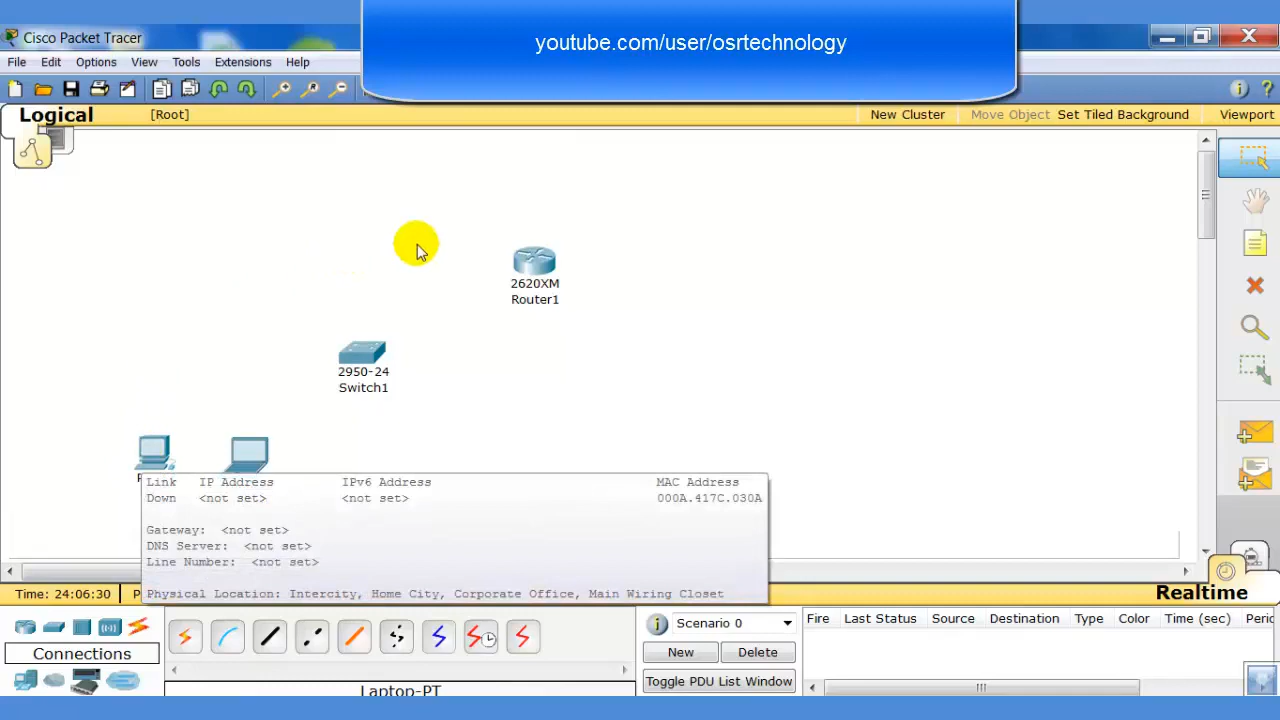 youtube.com/user/osrtechnology
Cisco Packet Tracer
File Edit Options View Tools Extensions Help
Logical [Root] New Cluster Move Object Set Tiled Background Viewport
2620XM
Router1
2950-24
Switch1
Link IP Address IPv6 Address MAC Address
Down <not set> <not set> 000A.417C.030A
Gateway: <not set>
DNS Server: <not set>
Line Number: <not set>
Physical Location: Intercity, Home City, Corporate Office, Main Wiring Closet
Time: 24:06:30 Realtime
Scenario 0
Fire Last Status Source Destination Type Color Time (sec)
Connections
New Delete
Toggle PDU List Window
Laptop-PT